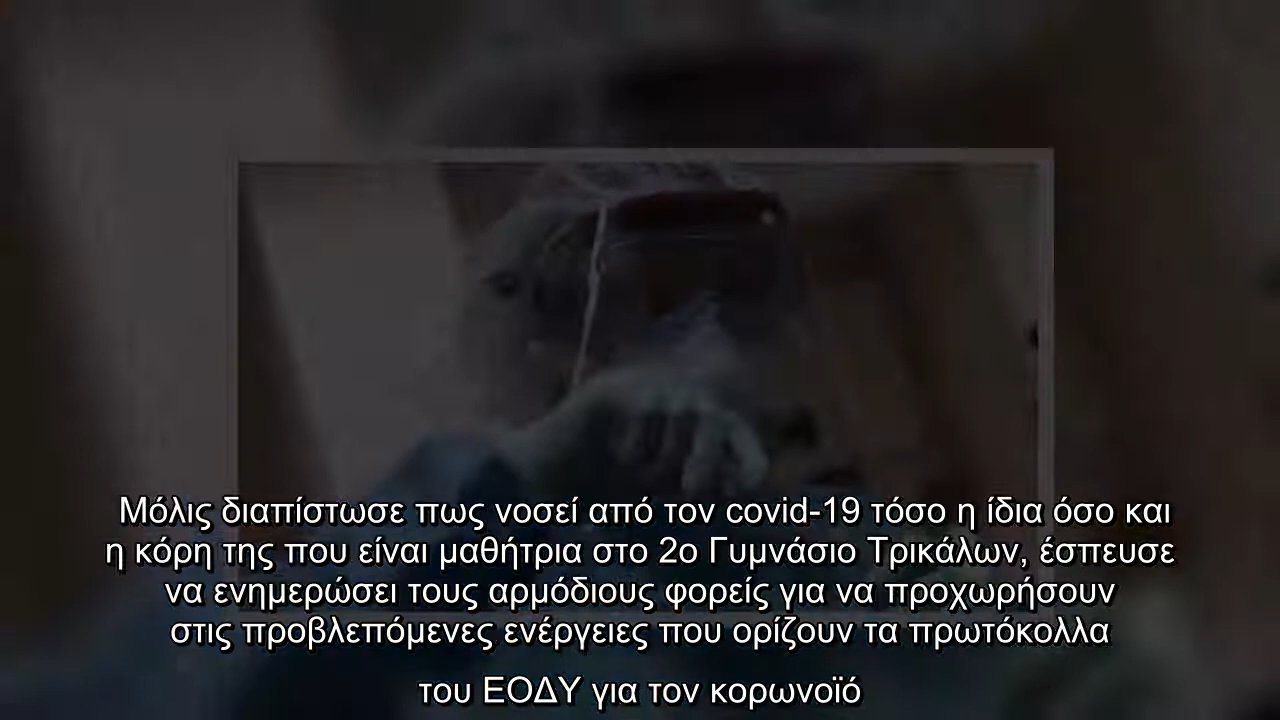 Μόλις διαπίστωσε πως νοσεί από τον covid-19 τόσο η ίδια όσο και
η κόρη της που είναι μαθήτρια στο 2ο Γυμνάσιο Τρικάλων, έσπευσε
να ενημερώσει τους αρμόδιους φορείς για να προχωρήσουν
στις προβλεπόμενες ενέργειες που ορίζουν τα πρωτόκολλα
του ΕΟΔΥ για τον κορωνοϊό